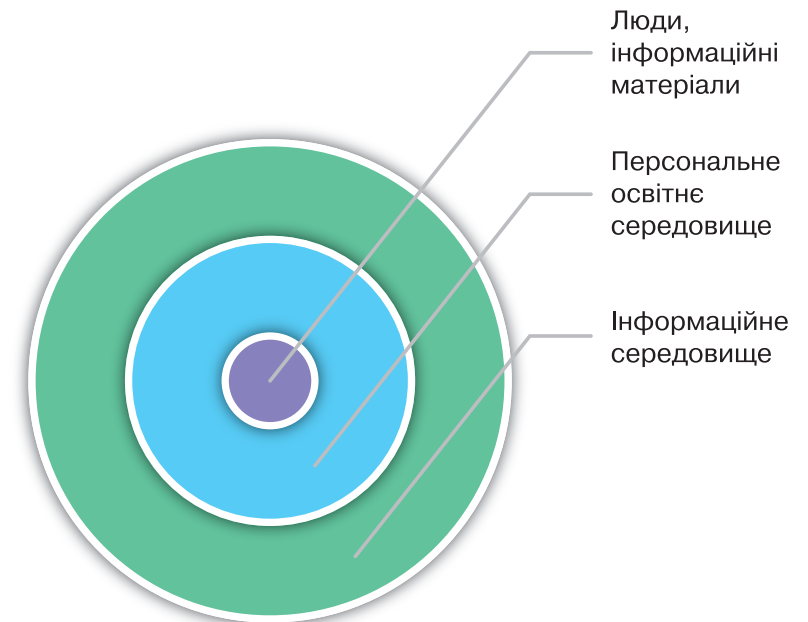 Люди,
інформаційні
матеріали
Персональне
освітнє
середовище
Інформаційне
середовище